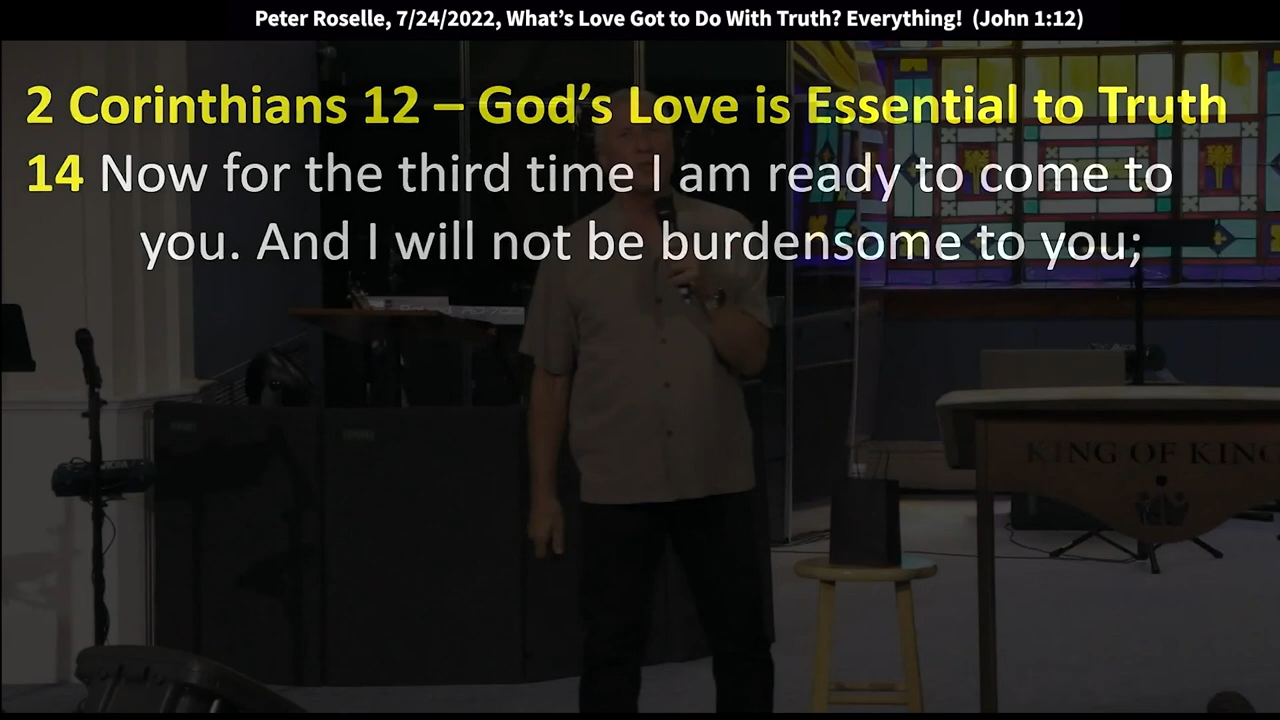 Peter Roselle, 7/24/2022, What’s Love Got to Do With Truth? Everything! (John 1:12)
2 Corinthians 12 – God’s Love is Essential to Truth
14 Now for the third time I am ready to come to
you. And I will not be burdensome to you;
KING OF KING